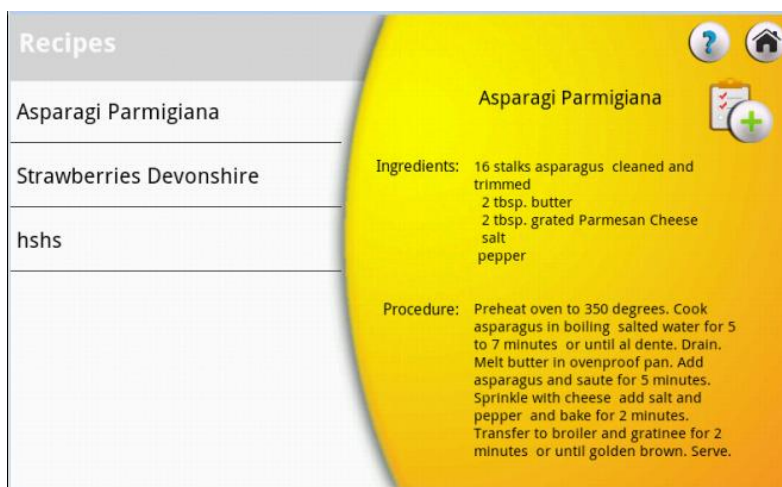 Recipes
Asparagi Parmigiana
Strawberries Devonshire
hshs
?
Asparagi Parmigiana
Ingredients: 16 stalks asparagus cleaned and
trimmed
2 tbsp. butter
2 tbsp. grated Parmesan Cheese
salt
pepper
Procedure: Preheat oven to 350 degrees. Cook
asparagus in boiling salted water for 5
to 7 minutes or until al dente. Drain.
Melt butter in ovenproof pan. Add
asparagus and saute for 5 minutes.
Sprinkle with cheese add salt and
pepper and bake for 2 minutes.
Transfer to broiler and gratinee for 2
minutes or until golden brown. Serve.